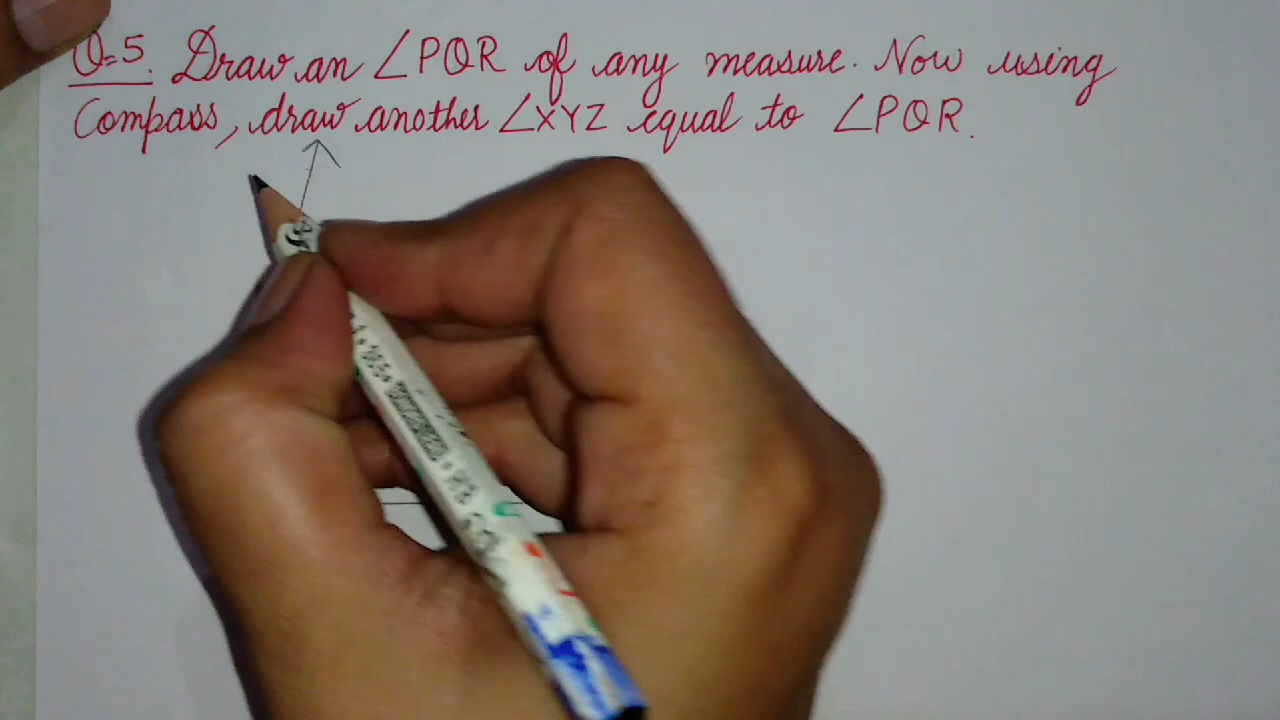 Q=5. Draw an ∠PQR of any measure. Now using
Compass, draw another ∠XYZ equal to ∠PQR.